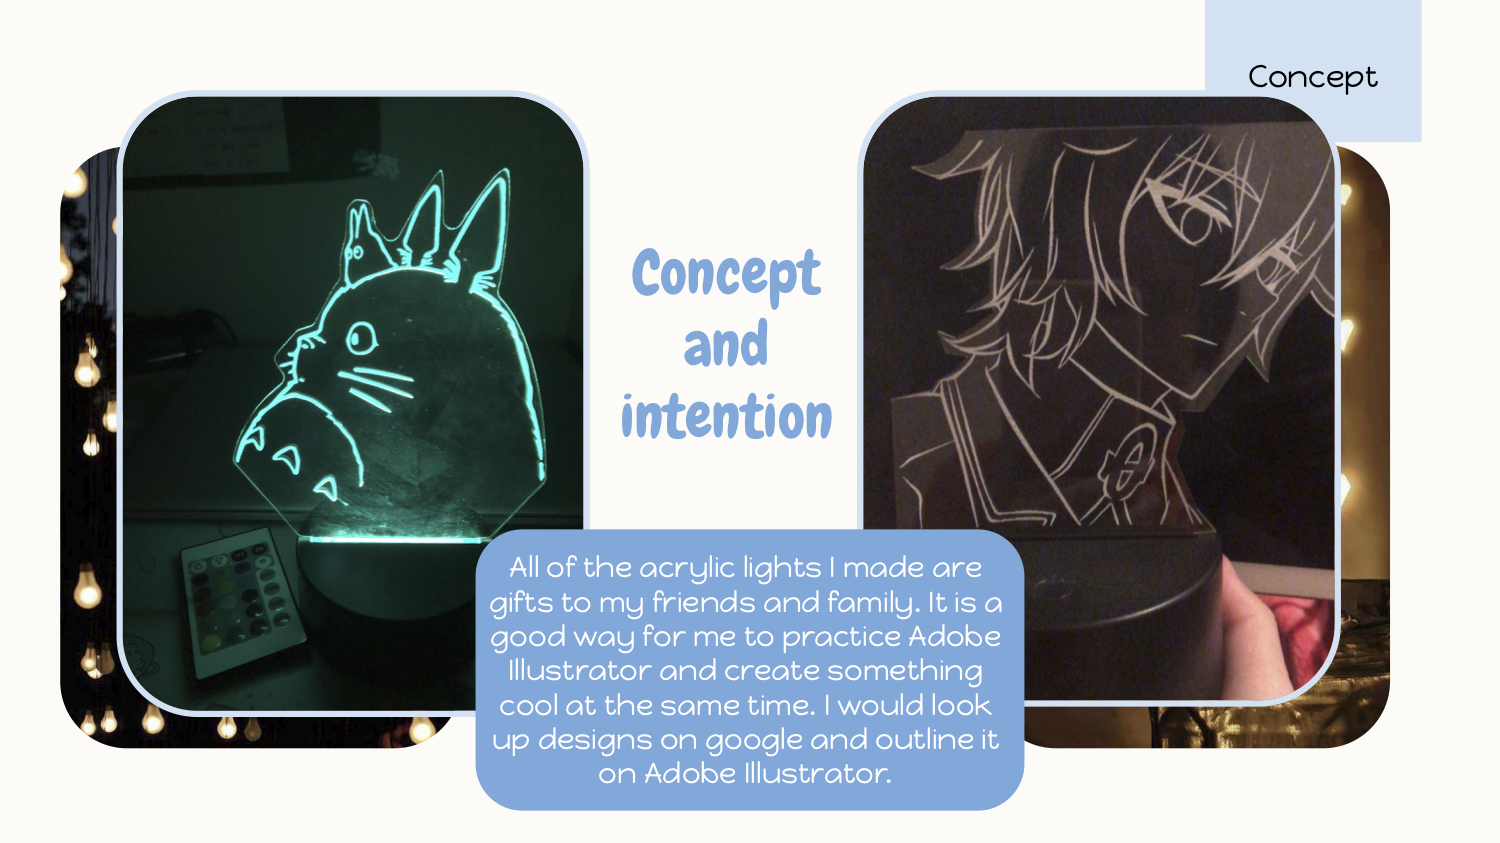 Concept
Concept
and
intention
All of the acrylic lights I made are
gifts to my friends and family. It is a
good way for me to practice Adobe
Illustrator and create something
cool at the same time. I would look
up designs on google and outline it
on Adobe Illustrator.